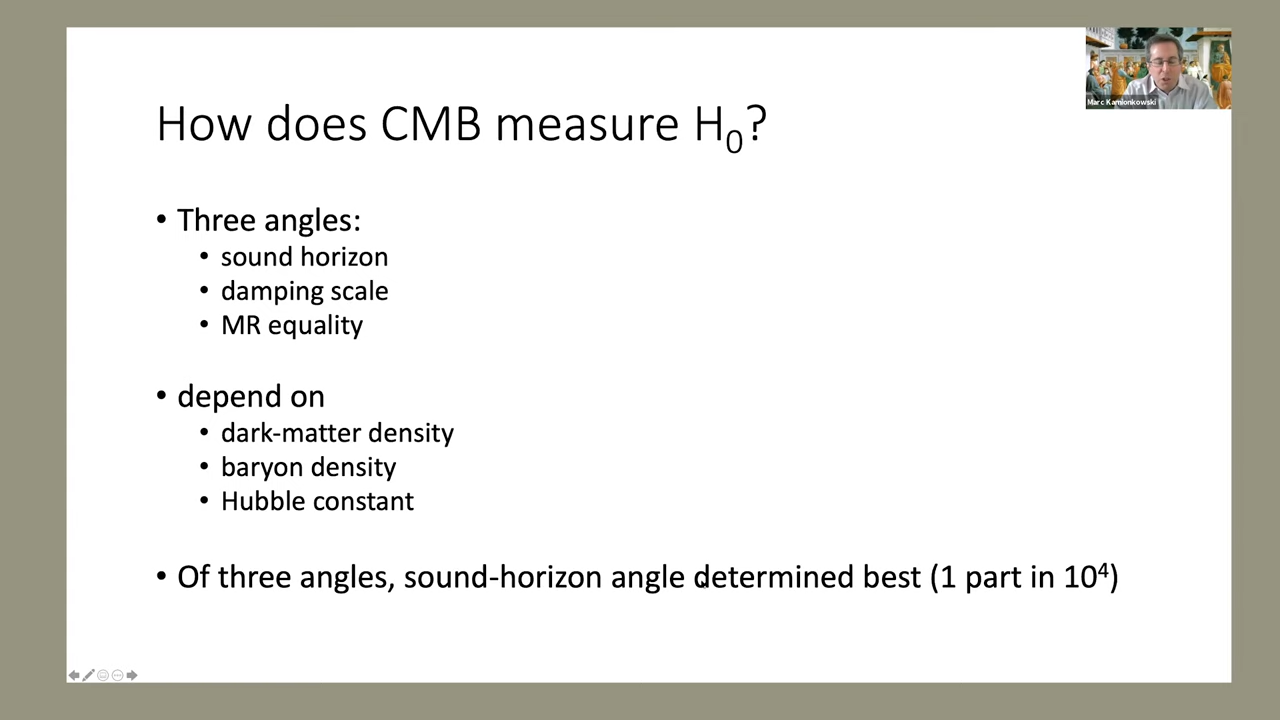 Marc Kamionkowski
How does CMB measure H₀?
• Three angles:
• sound horizon
• damping scale
• MR equality
• depend on
• dark-matter density
• baryon density
• Hubble constant
• Of three angles, sound-horizon angle determined best (1 part in 10⁴)